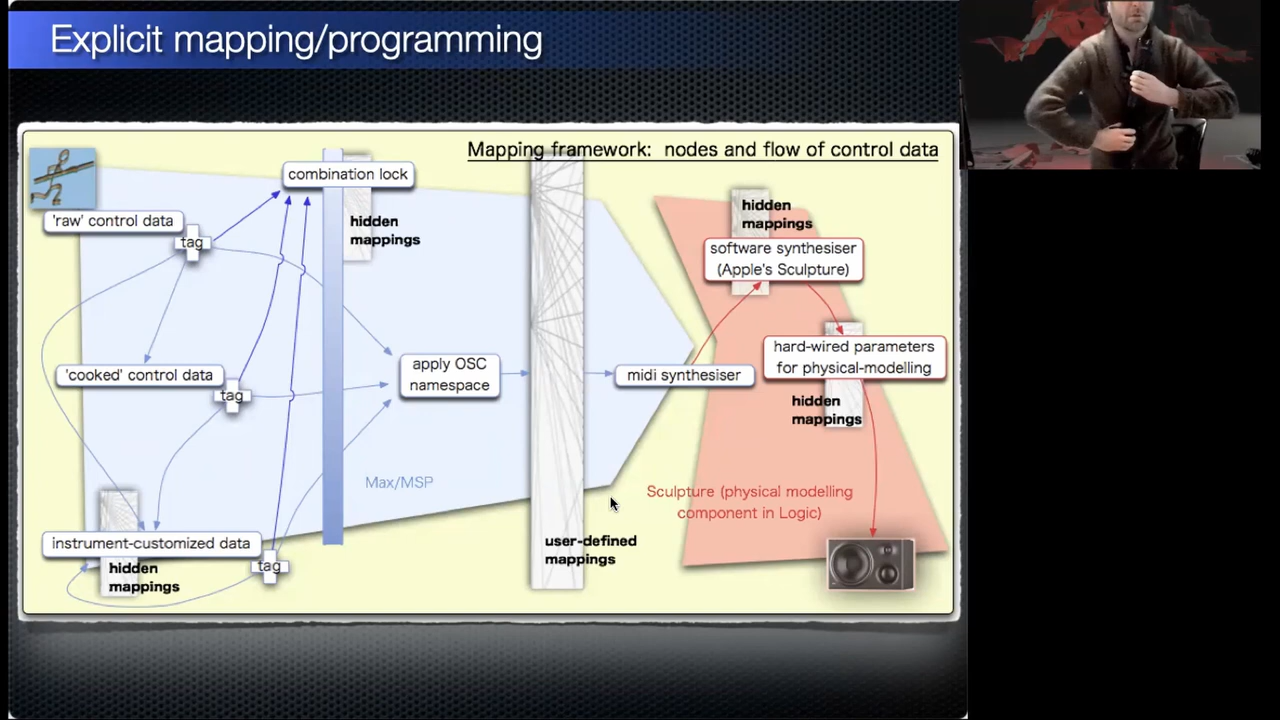 Explicit mapping/programming
Mapping framework: nodes and flow of control data
combination lock
'raw' control data
tag
hidden
mappings
hidden
mappings
software synthesiser
(Apple's Sculpture)
'cooked' control data
tag
apply OSC
namespace
midi synthesiser
hard-wired parameters
for physical-modelling
hidden
mappings
Max/MSP
Sculpture (physical modelling
component in Logic)
instrument-customized data
tag
hidden
mappings
user-defined
mappings